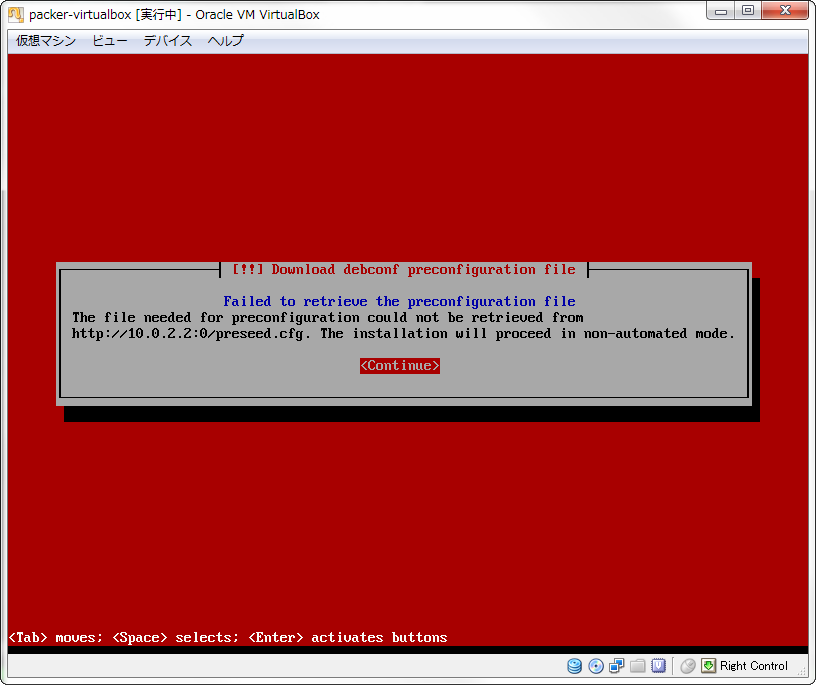 packer-virtualbox [実行中] - Oracle VM VirtualBox
仮想マシン ビュー デバイス ヘルプ
[!!] Download debconf preconfiguration file
Failed to retrieve the preconfiguration file
The file needed for preconfiguration could not be retrieved from
http://10.0.2.2:0/preseed.cfg. The installation will proceed in non-automated mode.
<Continue>
<Tab> moves; <Space> selects; <Enter> activates buttons
Right Control